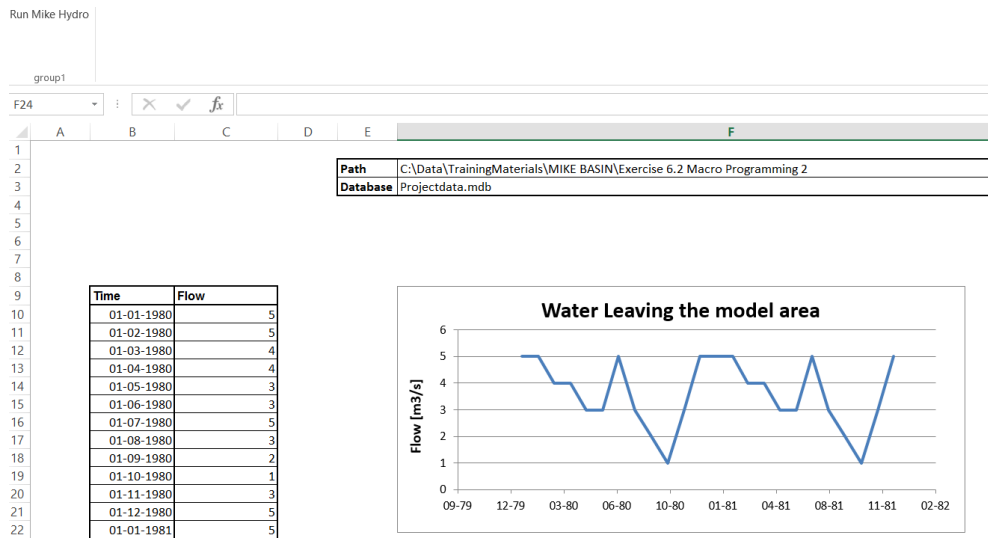 Run Mike Hydro
group1
F24 fx
A B C D E F
1
2 Path C:\Data\TrainingMaterials\MIKE BASIN\Exercise 6.2 Macro Programming 2
3 Database Projectdata.mdb
4
5
6
7
8
9 Time Flow
10 01-01-1980 5
11 01-02-1980 5
12 01-03-1980 4
13 01-04-1980 4
14 01-05-1980 3
15 01-06-1980 3
16 01-07-1980 5
17 01-08-1980 3
18 01-09-1980 2
19 01-10-1980 1
20 01-11-1980 3
21 01-12-1980 5
22 01-01-1981 5
Water Leaving the model area
Flow [m3/s]
6
5
4
3
2
1
0
09-79 12-79 03-80 06-80 10-80 01-81 04-81 08-81 11-81 02-82